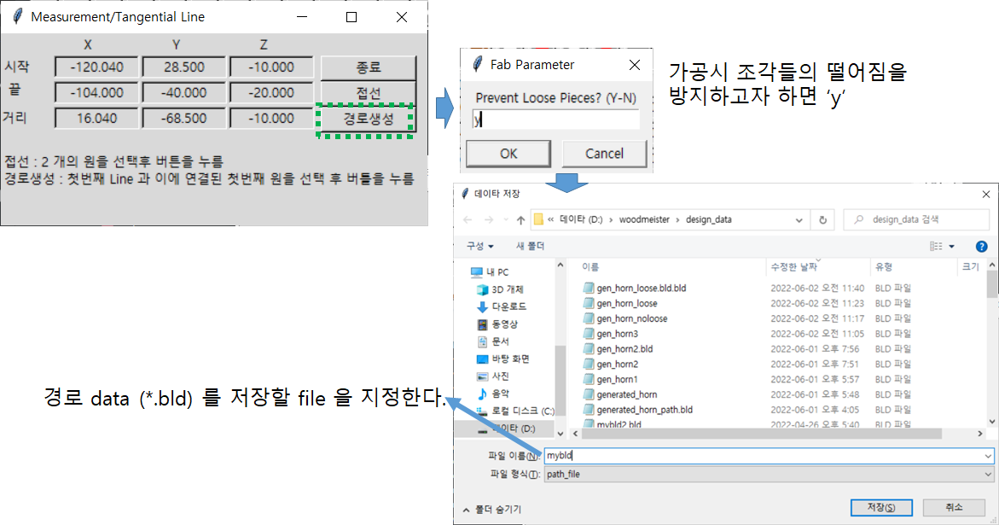 Measurement/Tangential Line
X Y Z
시작 -120.040 28.500 -10.000 종료
끝 -104.000 -40.000 -20.000 접선
거리 16.040 -68.500 -10.000 경로생성
접선 : 2 개의 원을 선택후 버튼을 누름
경로생성 : 첫번째 Line 과 이에 연결된 첫번째 원을 선택 후 버틀을 누름
Fab Parameter
Prevent Loose Pieces? (Y-N)
y
OK Cancel
가공시 조각들의 떨어짐을
방지하고자 하면 ‘y’
데이타 저장
« 데이타 (D:) › woodmeister › design_data
design_data 검색
구성 새 폴더
이름 수정한 날짜 유형 크기
내 PC
3D 개체
다운로드
동영상
문서
바탕 화면
사진
음악
로컬 디스크 (C:)
데이타 (D:)
gen_horn_loose.bld.bld 2022-06-02 오전 11:40 BLD 파일
gen_horn_loose 2022-06-02 오전 11:23 BLD 파일
gen_horn_noloose 2022-06-02 오전 11:17 BLD 파일
gen_horn3 2022-06-02 오전 11:05 BLD 파일
gen_horn2.bld 2022-06-01 오후 7:56 BLD 파일
gen_horn2 2022-06-01 오후 7:51 BLD 파일
gen_horn1 2022-06-01 오후 5:57 BLD 파일
generated_horn 2022-06-01 오후 5:48 BLD 파일
generated_horn_path.bld 2022-06-01 오후 4:05 BLD 파일
mybld2.bld 2022-04-26 오후 5:40 BLD 파일
경로 data (*.bld) 를 저장할 file 을 지정한다.
파일 이름(N): mybld
파일 형식(T): path_file
폴더 숨기기
저장(S) 취소